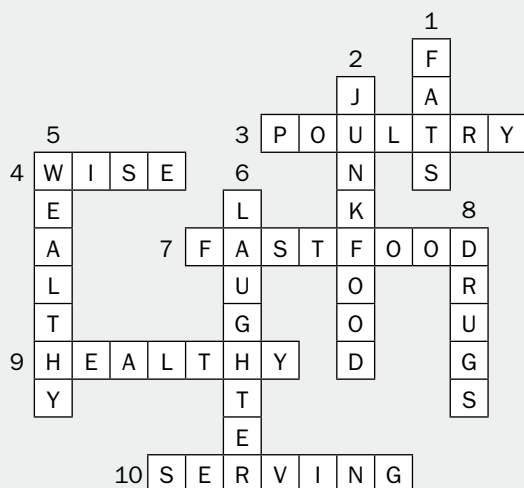 1
2 F
J A
5 3 P O U L T R Y
4 W I S E 6 N S
E L K 8
A 7 F A S T F O O D
L U O R
T G O U
9 H E A L T H Y D G
Y T S
E
10 S E R V I N G